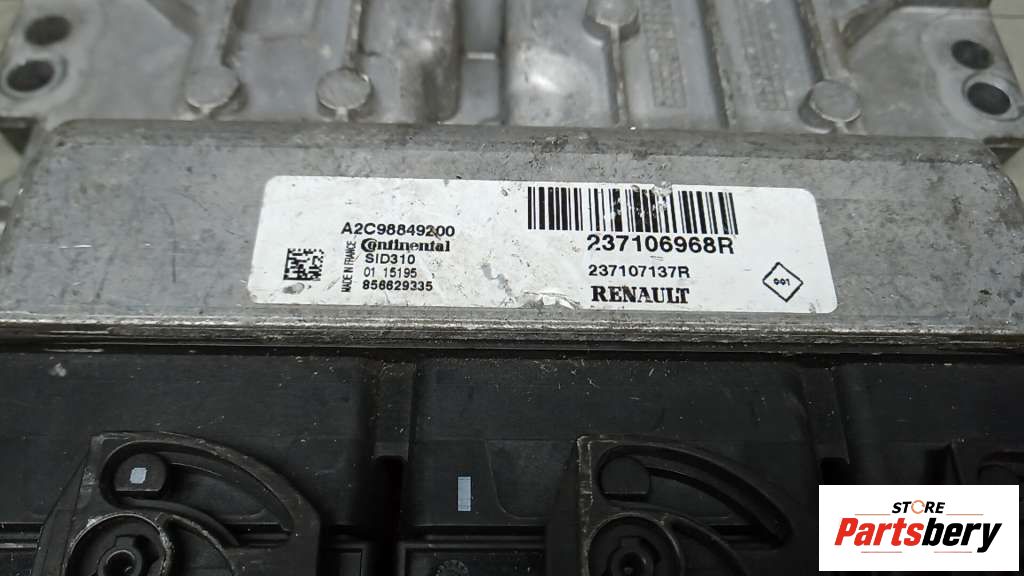 A2C98849200
Continental
SID310
01 15195
856629335
MADE IN FRANCE
237106968R
237107137R
RENAULT
001
STORE
Partsbery